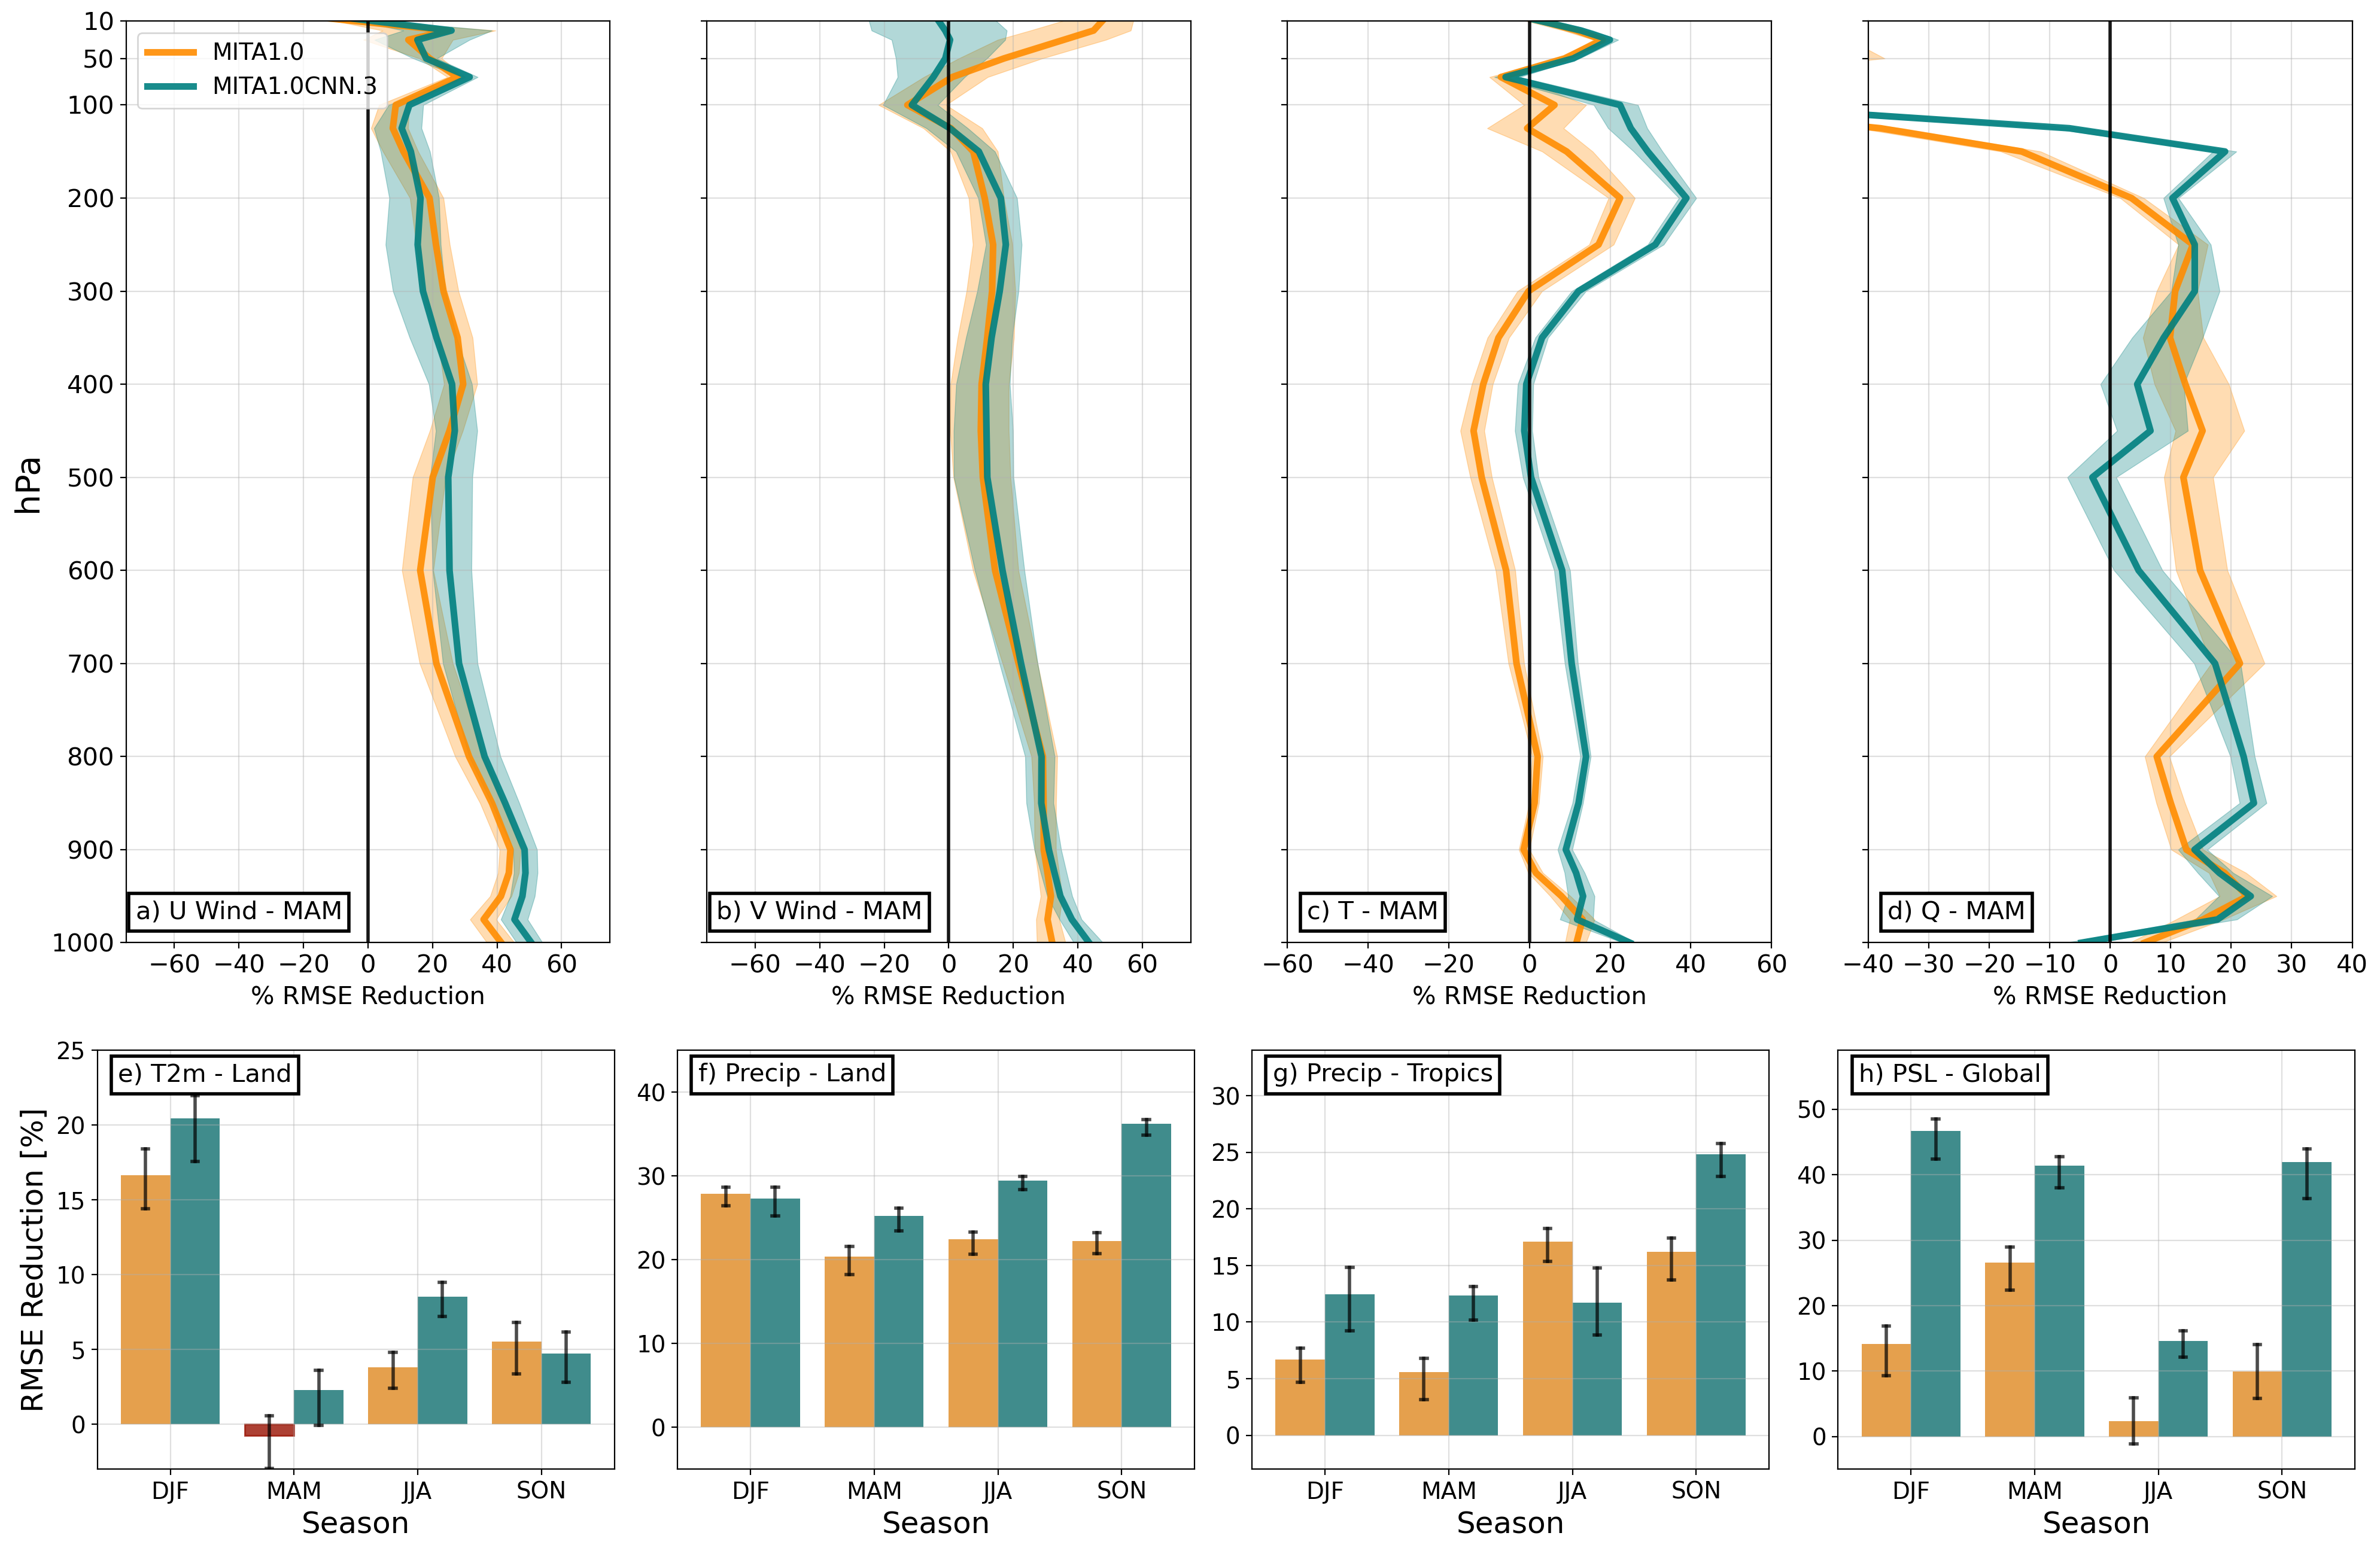 MITA1.0
MITA1.0CNN.3
10
50
100
200
300
400
500
600
700
800
900
1000
hPa
a) U Wind - MAM
b) V Wind - MAM
c) T - MAM
d) Q - MAM
−60 −40 −20 0 20 40 60
−60 −40 −20 0 20 40 60
−60 −40 −20 0 20 40 60
−40 −30 −20 −10 0 10 20 30 40
% RMSE Reduction
% RMSE Reduction
% RMSE Reduction
% RMSE Reduction
RMSE Reduction [%]
e) T2m - Land
25
20
15
10
5
0
DJF MAM JJA SON
Season
f) Precip - Land
40
30
20
10
0
DJF MAM JJA SON
Season
g) Precip - Tropics
30
25
20
15
10
5
0
DJF MAM JJA SON
Season
h) PSL - Global
50
40
30
20
10
0
DJF MAM JJA SON
Season